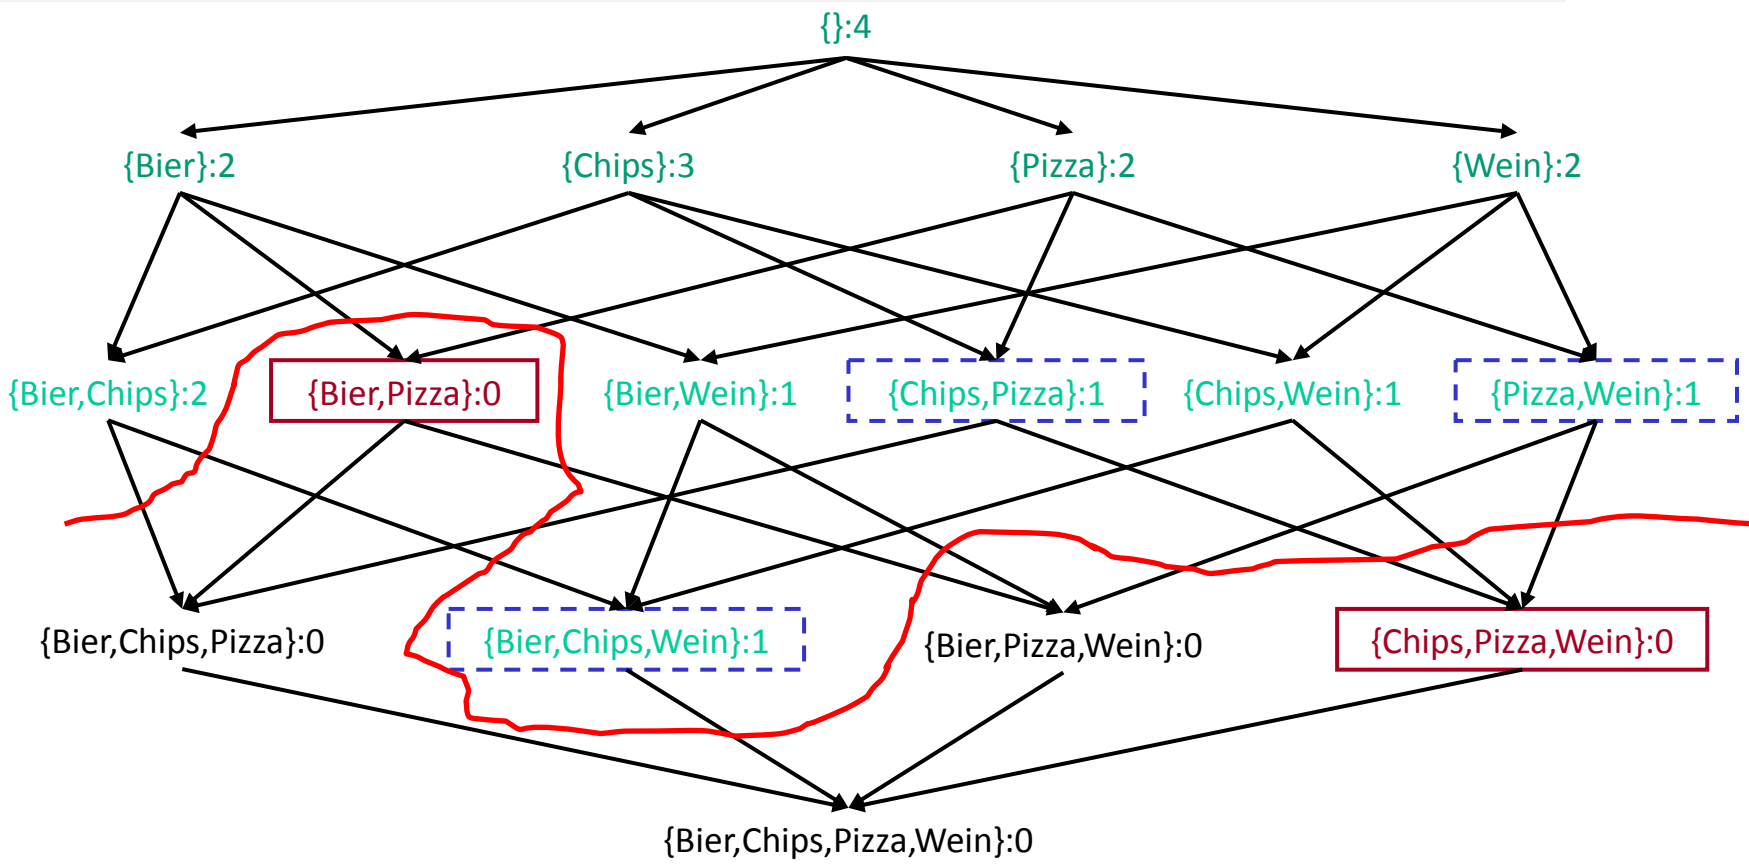 {}:4
{Bier}:2
{Chips}:3
{Pizza}:2
{Wein}:2
{Bier,Chips}:2
{Bier,Pizza}:0
{Bier,Wein}:1
{Chips,Pizza}:1
{Chips,Wein}:1
{Pizza,Wein}:1
{Bier,Chips,Pizza}:0
{Bier,Chips,Wein}:1
{Bier,Pizza,Wein}:0
{Chips,Pizza,Wein}:0
{Bier,Chips,Pizza,Wein}:0